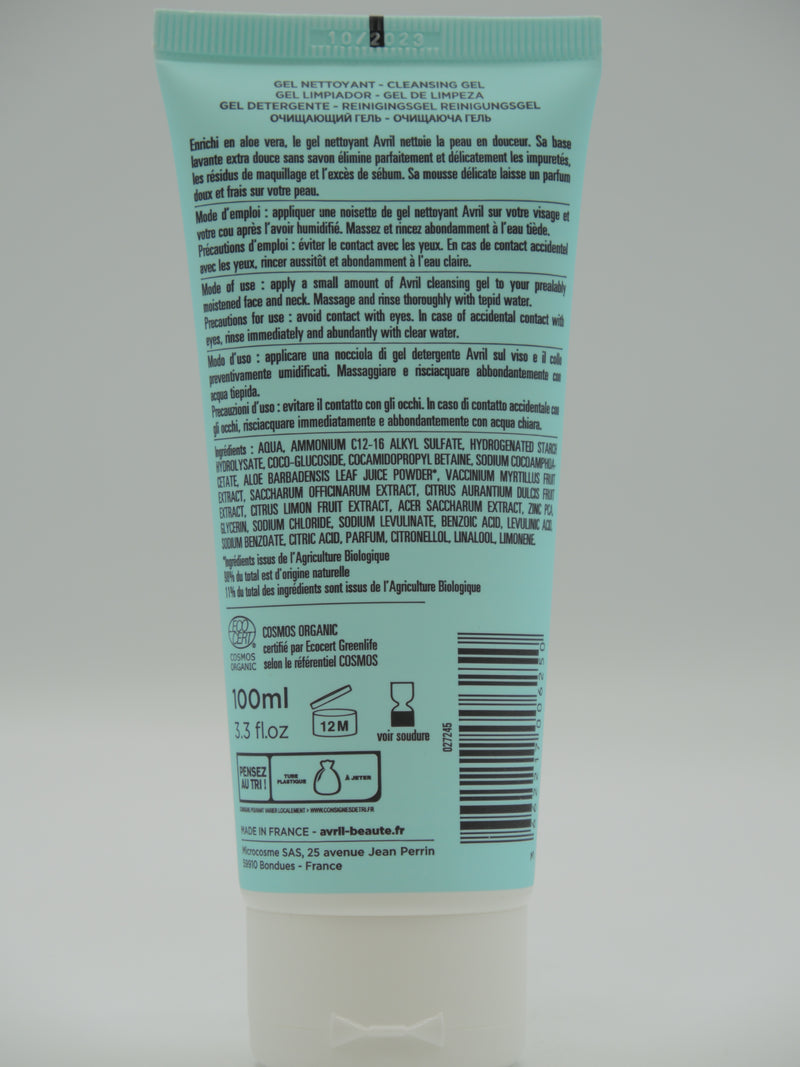 10/2023
GEL NETTOYANT - CLEANSING GEL
GEL LIMPIADOR - GEL DE LIMPEZA
GEL DETERGENTE - REINIGINGSGEL REINIGUNGSGEL
ОЧИЩАЮЩИЙ ГЕЛЬ - ОЧИЩАЮЧА ГЕЛЬ
Enrichi en aloe vera, le gel nettoyant Avril nettoie la peau en douceur. Sa base
lavante extra douce sans savon élimine parfaitement et délicatement les impuretés,
les résidus de maquillage et l'excès de sébum. Sa mousse délicate laisse un parfum
doux et frais sur votre peau.
Mode d'emploi : appliquer une noisette de gel nettoyant Avril sur votre visage et
votre cou après l'avoir humidifié. Massez et rincez abondamment à l'eau tiède.
Précautions d'emploi : éviter le contact avec les yeux. En cas de contact accidentel
avec les yeux, rincer aussitôt et abondamment à l'eau claire.
Mode of use : apply a small amount of Avril cleansing gel to your prealably
moistened face and neck. Massage and rinse thoroughly with tepid water.
Precautions for use : avoid contact with eyes. In case of accidental contact with
eyes, rinse immediately and abundantly with clear water.
Modo d'uso : applicare una nocciola di gel detergente Avril sul viso e il collo
preventivamente umidificati. Massaggiare e risciacquare abbondantemente con
acqua tiepida.
Precauzioni d'uso : evitare il contatto con gli occhi. In caso di contatto accidentale con
gli occhi, risciacquare immediatamente e abbondantemente con acqua chiara.
Ingrédients : AQUA, AMMONIUM C12-16 ALKYL SULFATE, HYDROGENATED STARCH
HYDROLYSATE, COCO-GLUCOSIDE, COCAMIDOPROPYL BETAINE, SODIUM COCOAMPHOA-
CETATE, ALOE BARBADENSIS LEAF JUICE POWDER*, VACCINIUM MYRTILLUS FRUIT
EXTRACT, SACCHARUM OFFICINARUM EXTRACT, CITRUS AURANTIUM DULCIS FRUIT
EXTRACT, CITRUS LIMON FRUIT EXTRACT, ACER SACCHARUM EXTRACT, ZINC PCA,
GLYCERIN, SODIUM CHLORIDE, SODIUM LEVULINATE, BENZOIC ACID, LEVULINIC ACID,
SODIUM BENZOATE, CITRIC ACID, PARFUM, CITRONELLOL, LINALOOL, LIMONENE.
*Ingrédients issus de l'Agriculture Biologique
98% du total est d'origine naturelle
11% du total des ingrédients sont issus de l'Agriculture Biologique
ECO
CERT
COSMOS
ORGANIC
COSMOS ORGANIC
certifié par Ecocert Greenlife
selon le référentiel COSMOS
100ml
3.3 fl.oz
12M
voir soudure
027245
PENSEZ
AU TRI !
TUBE
PLASTIQUE
À JETER
CONSIGNE POUVANT VARIER LOCALEMENT > WWW.CONSIGNESDETRI.FR
MADE IN FRANCE - avril-beaute.fr
Microcosme SAS, 25 avenue Jean Perrin
59910 Bondues - France